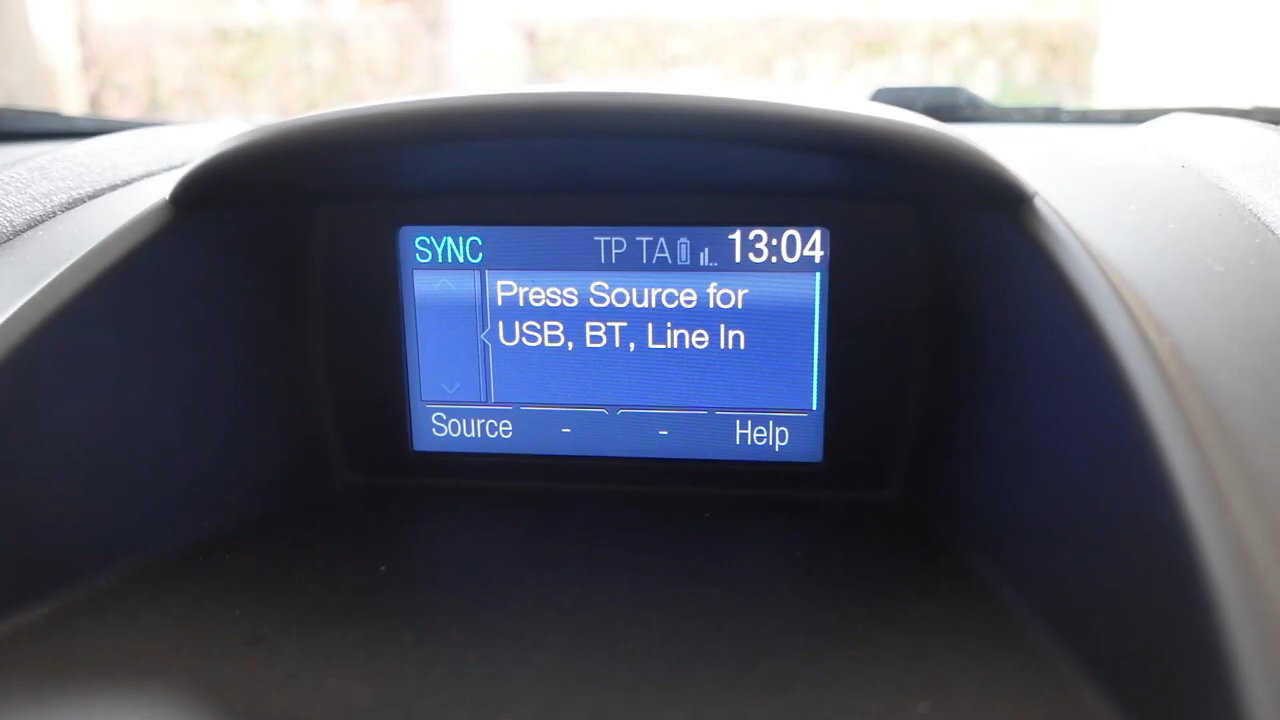 SYNC TP TA 13:04
Press Source for
USB, BT, Line In
Source - - Help